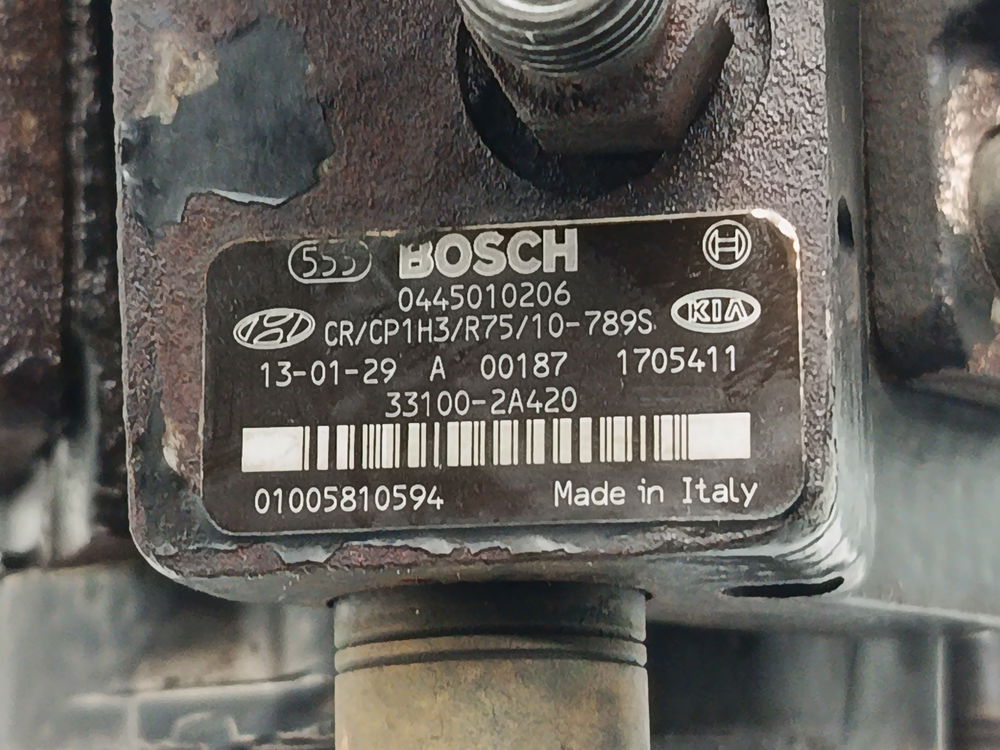 555 BOSCH
0445010206
CR/CP1H3/R75/10-789S KIA
13-01-29 A 00187 1705411
33100-2A420
01005810594 Made in Italy